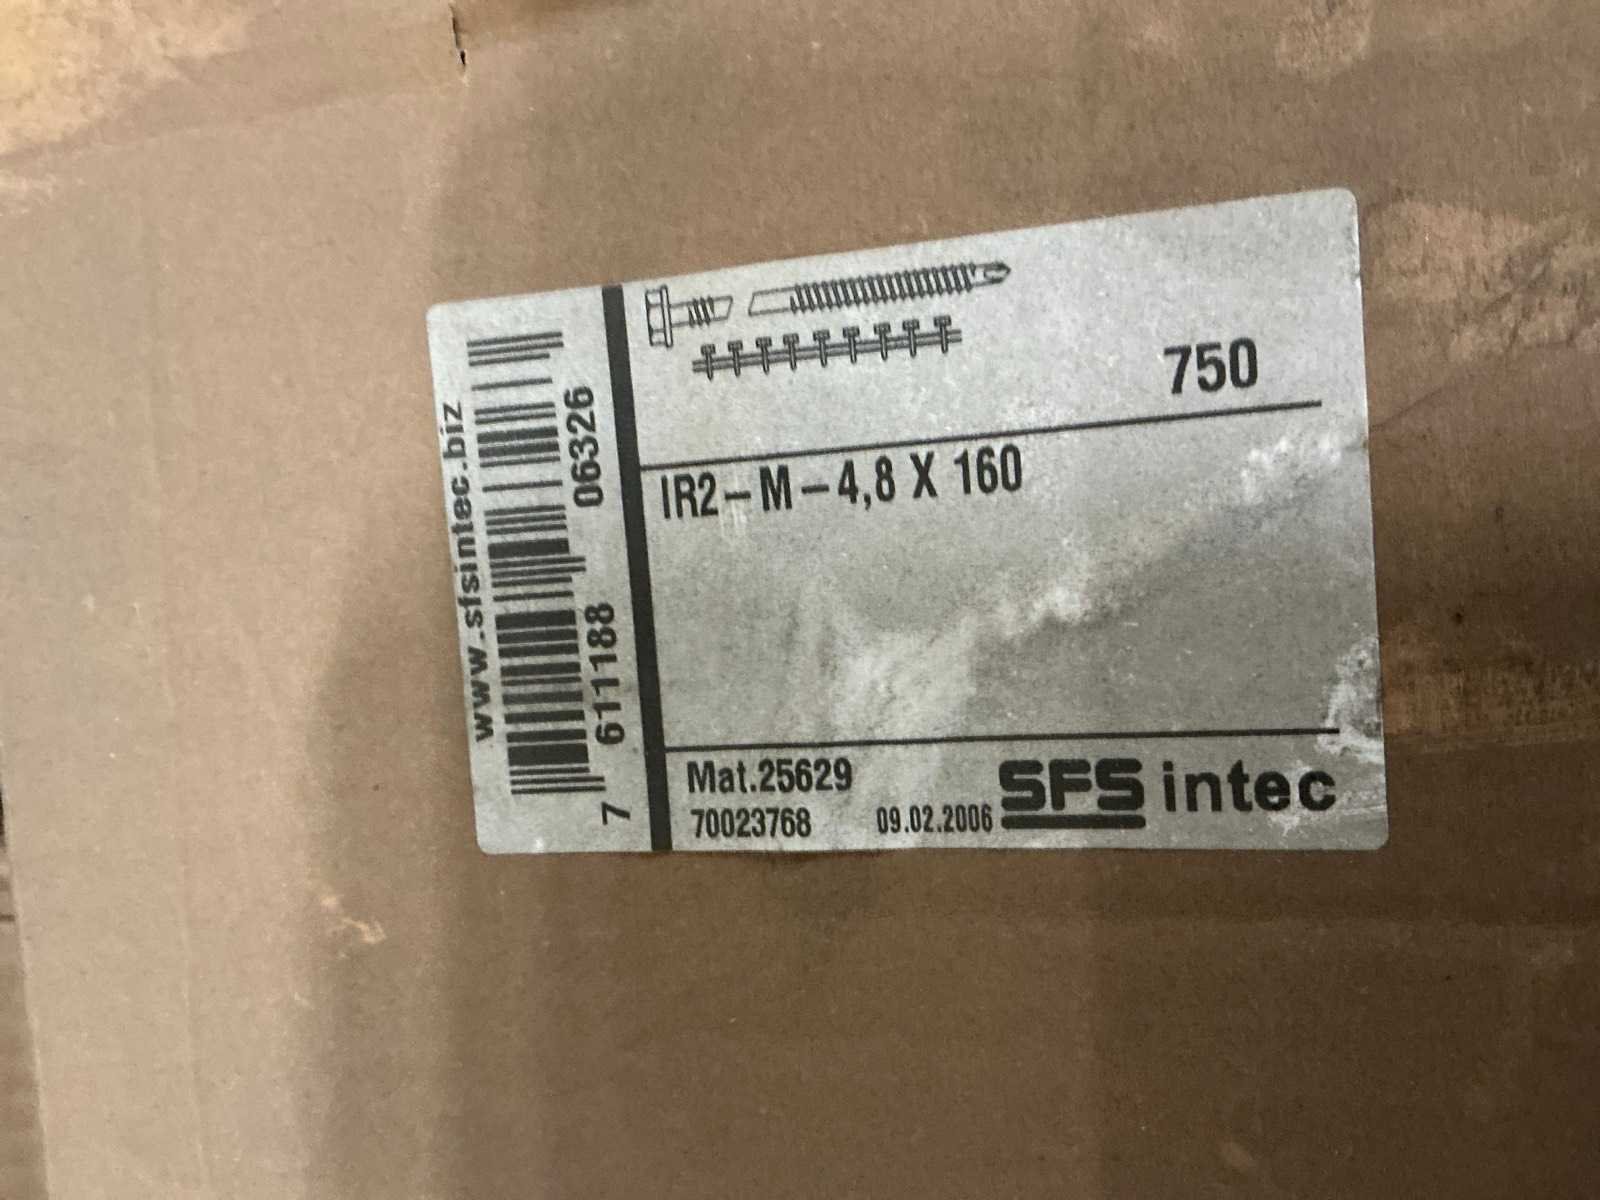 750
IR2-M-4,8 X 160
Mat.25629
70023768 09.02.2006
SFS intec
www.sfsintec.biz
7 611188 06326